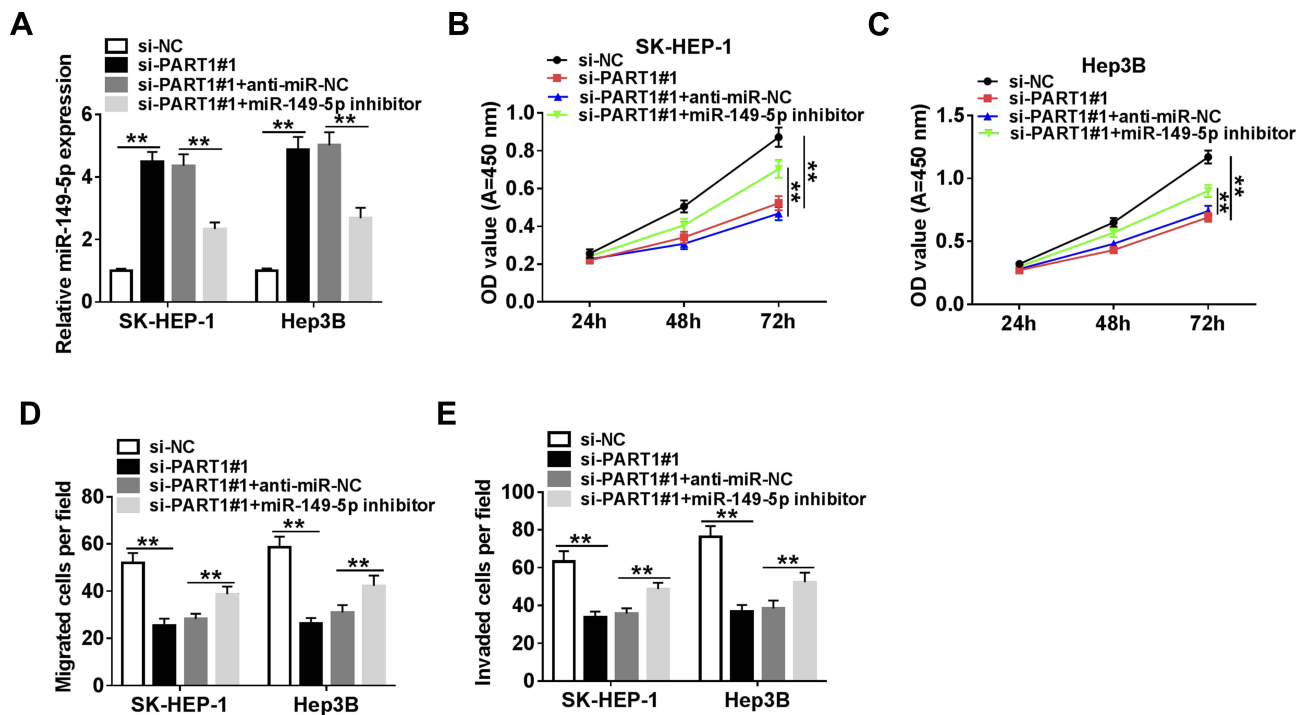 A
si-NC
si-PART1#1
si-PART1#1+anti-miR-NC
si-PART1#1+miR-149-5p inhibitor
Relative miR-149-5p expression
6
4
2
0
** ** ** **
SK-HEP-1 Hep3B
B
SK-HEP-1
si-NC
si-PART1#1
si-PART1#1+anti-miR-NC
si-PART1#1+miR-149-5p inhibitor
OD value (A=450 nm)
1.0
0.8
0.6
0.4
0.2
0.0
** **
24h 48h 72h
C
Hep3B
si-NC
si-PART1#1
si-PART1#1+anti-miR-NC
si-PART1#1+miR-149-5p inhibitor
OD value (A=450 nm)
1.5
1.0
0.5
0.0
** **
24h 48h 72h
D
si-NC
si-PART1#1
si-PART1#1+anti-miR-NC
si-PART1#1+miR-149-5p inhibitor
Migrated cells per field
80
60
40
20
0
** ** ** **
SK-HEP-1 Hep3B
E
si-NC
si-PART1#1
si-PART1#1+anti-miR-NC
si-PART1#1+miR-149-5p inhibitor
Invaded cells per field
100
80
60
40
20
0
** ** ** **
SK-HEP-1 Hep3B